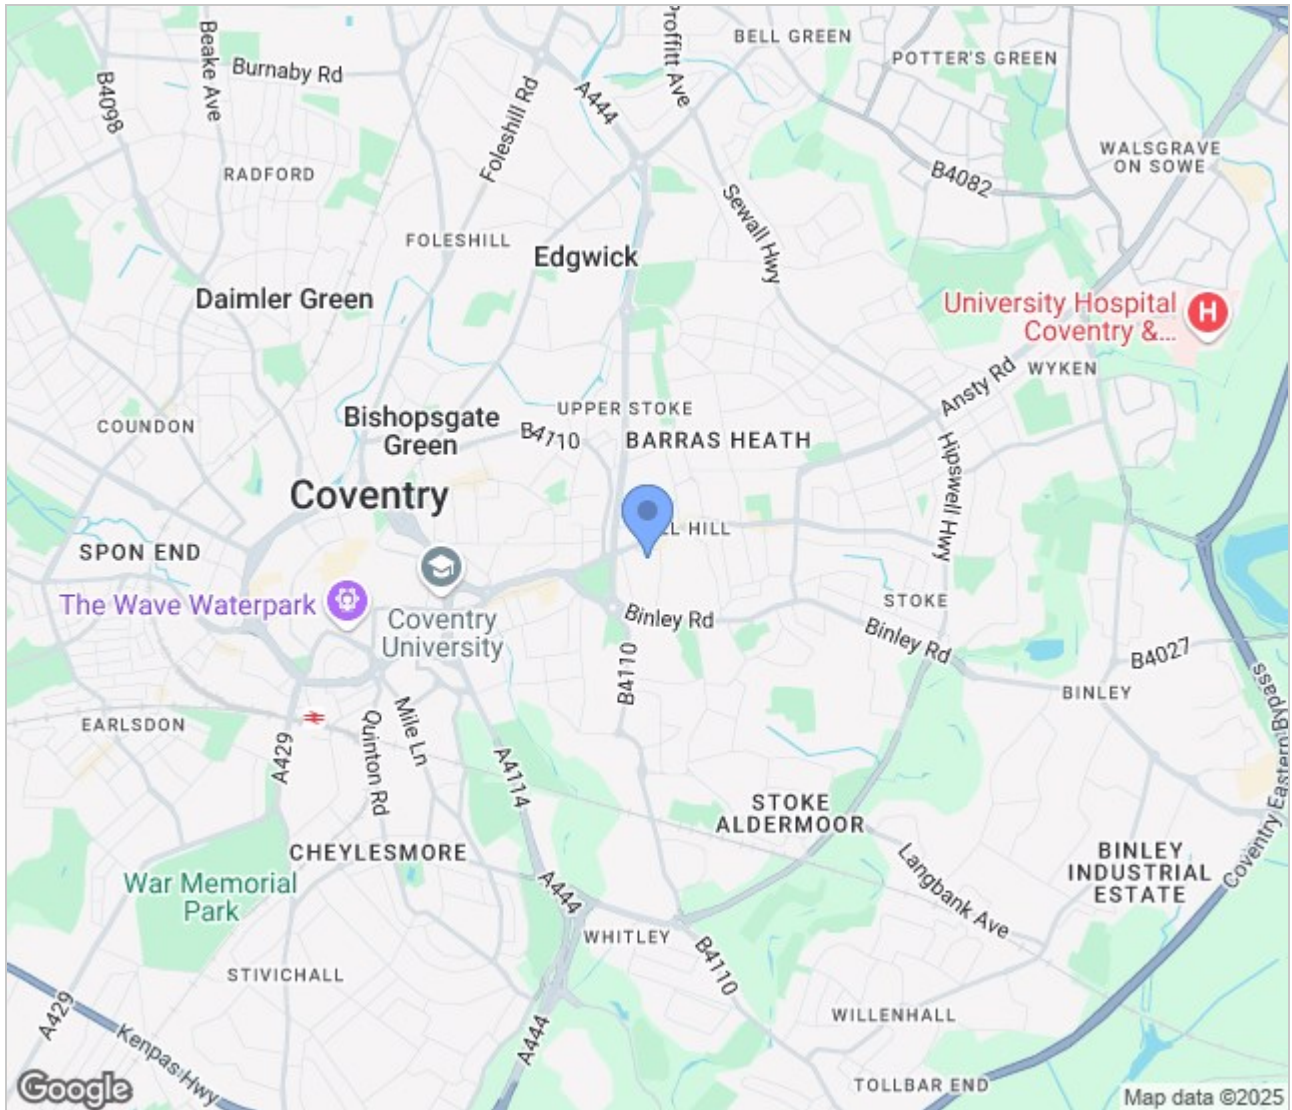 BELL GREEN
POTTER'S GREEN
Beake Ave
Burnaby Rd
B4098
Foleshill Rd
A444
Proffitt Ave
WALSGRAVE
ON SOWE
RADFORD
B4082
Sewall Hwy
FOLESHILL
Edgwick
Daimler Green
University Hospital
Coventry &...
H
WYKEN
Ansty Rd
UPPER STOKE
Bishopsgate
Green
COUNDON
B4110
BARRAS HEATH
Hipswell Hwy
Coventry
LL HILL
SPON END
The Wave Waterpark
Coventry
University
STOKE
Binley Rd
Binley Rd
B4027
B4110
BINLEY
EARLSDON
A429
Quinton Rd
Mile Ln
A4114
Coventry Eastern Bypass
STOKE
ALDERMOOR
CHEYLESMORE
BINLEY
INDUSTRIAL
ESTATE
Langbank Ave
War Memorial
Park
A444
WHITLEY
B4110
STIVICHALL
A429
Kenpas Hwy
A444
WILLENHALL
TOLLBAR END
Google
Map data ©2025